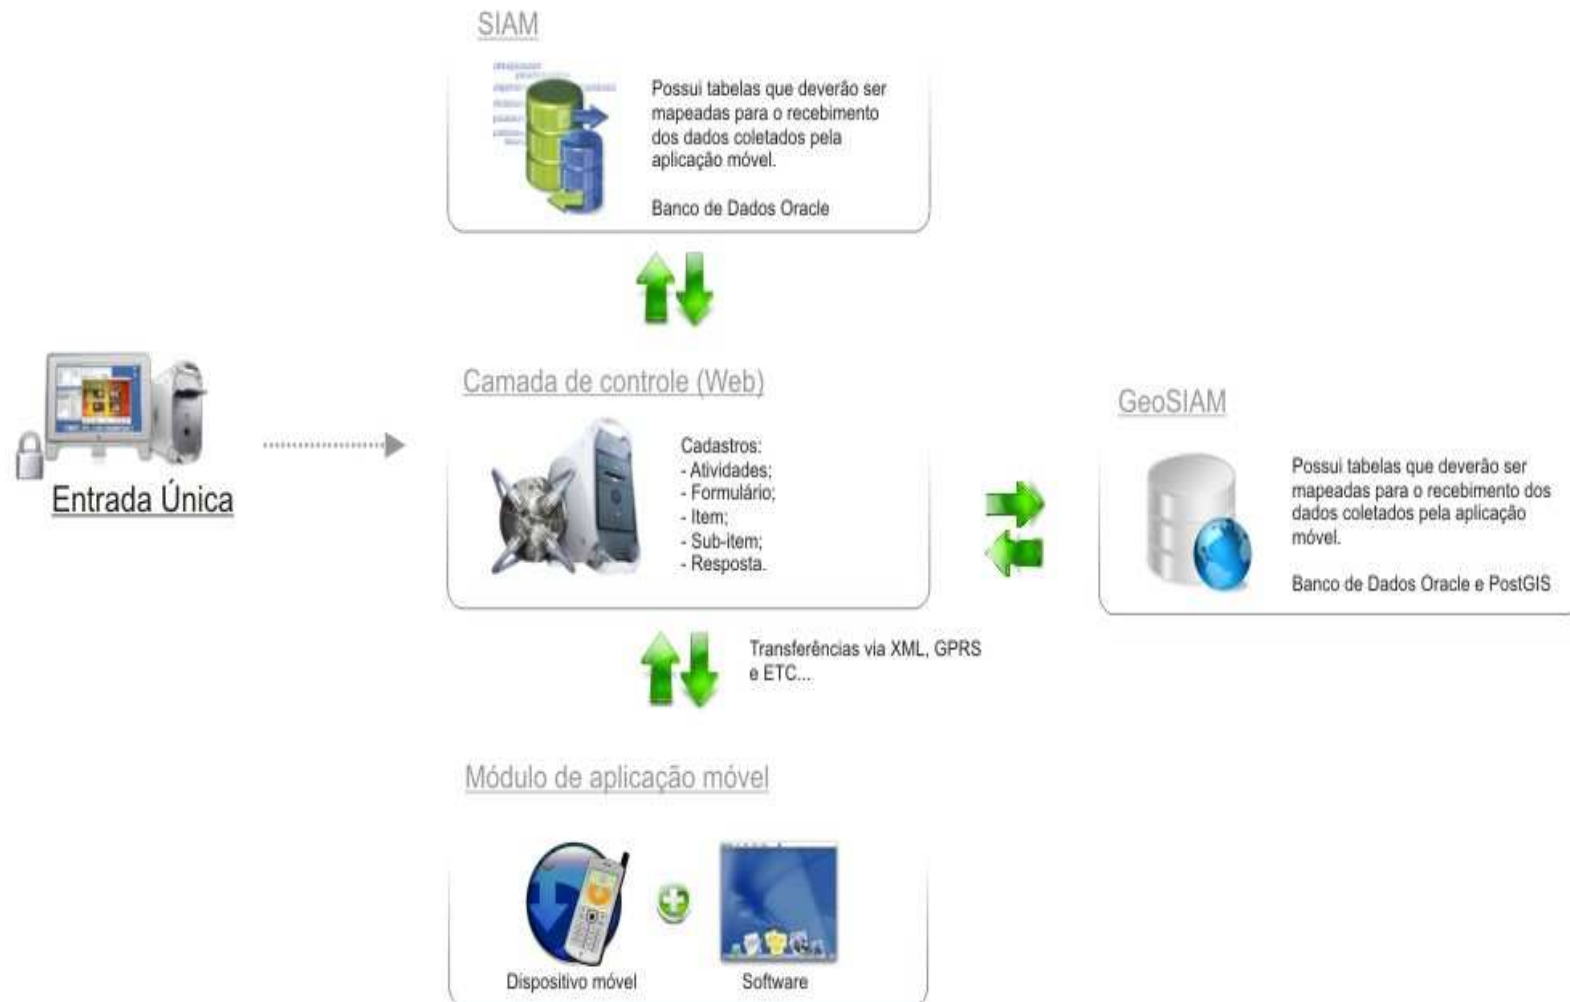 SIAM
Possui tabelas que deverão ser
mapeadas para o recebimento
dos dados coletados pela
aplicação móvel.
Banco de Dados Oracle
Entrada Única
Camada de controle (Web)
Cadastros:
- Atividades;
- Formulário;
- Item;
- Sub-item;
- Resposta.
GeoSIAM
Possui tabelas que deverão ser
mapeadas para o recebimento dos
dados coletados pela aplicação
móvel.
Banco de Dados Oracle e PostGIS
Transferências via XML, GPRS
e ETC...
Módulo de aplicação móvel
Dispositivo móvel
Software